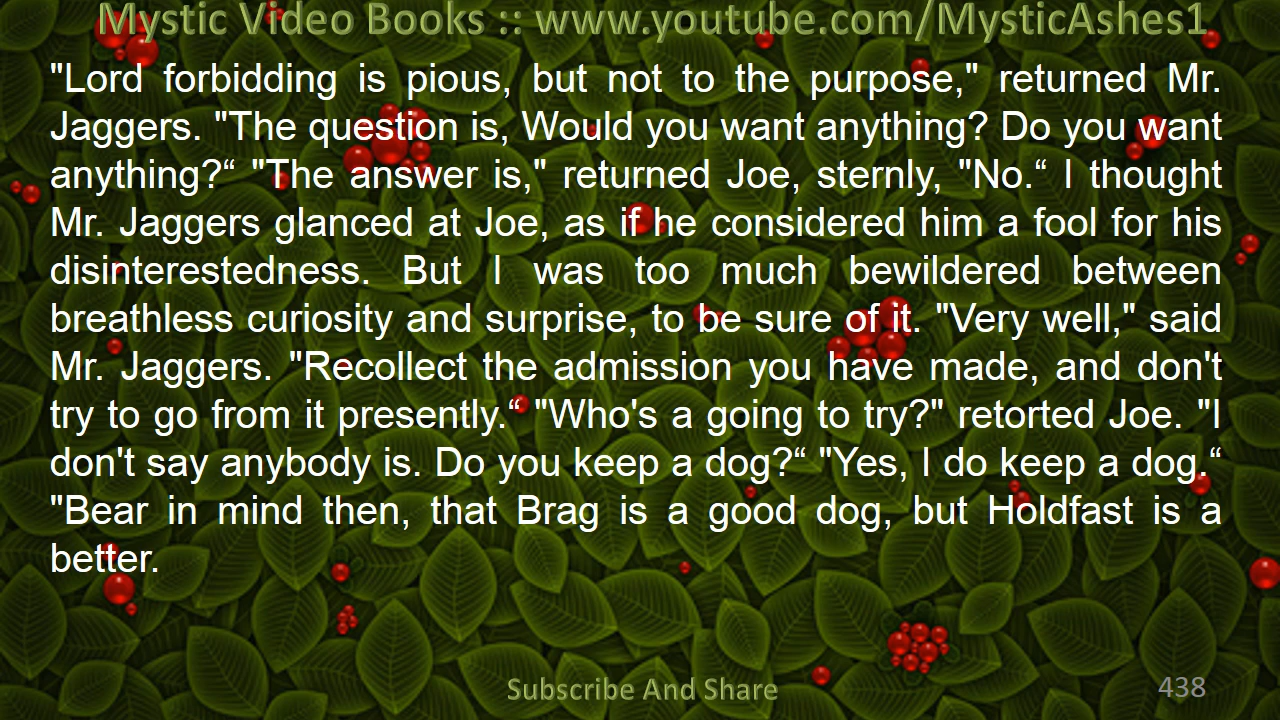 Mystic Video Books :: www.youtube.com/MysticAshes1
"Lord forbidding is pious, but not to the purpose," returned Mr.
Jaggers. "The question is, Would you want anything? Do you want
anything?“ "The answer is," returned Joe, sternly, "No.“ I thought
Mr. Jaggers glanced at Joe, as if he considered him a fool for his
disinterestedness. But I was too much bewildered between
breathless curiosity and surprise, to be sure of it. "Very well," said
Mr. Jaggers. "Recollect the admission you have made, and don't
try to go from it presently.“ "Who's a going to try?" retorted Joe. "I
don't say anybody is. Do you keep a dog?“ "Yes, I do keep a dog.“
"Bear in mind then, that Brag is a good dog, but Holdfast is a
better.
Subscribe And Share
438